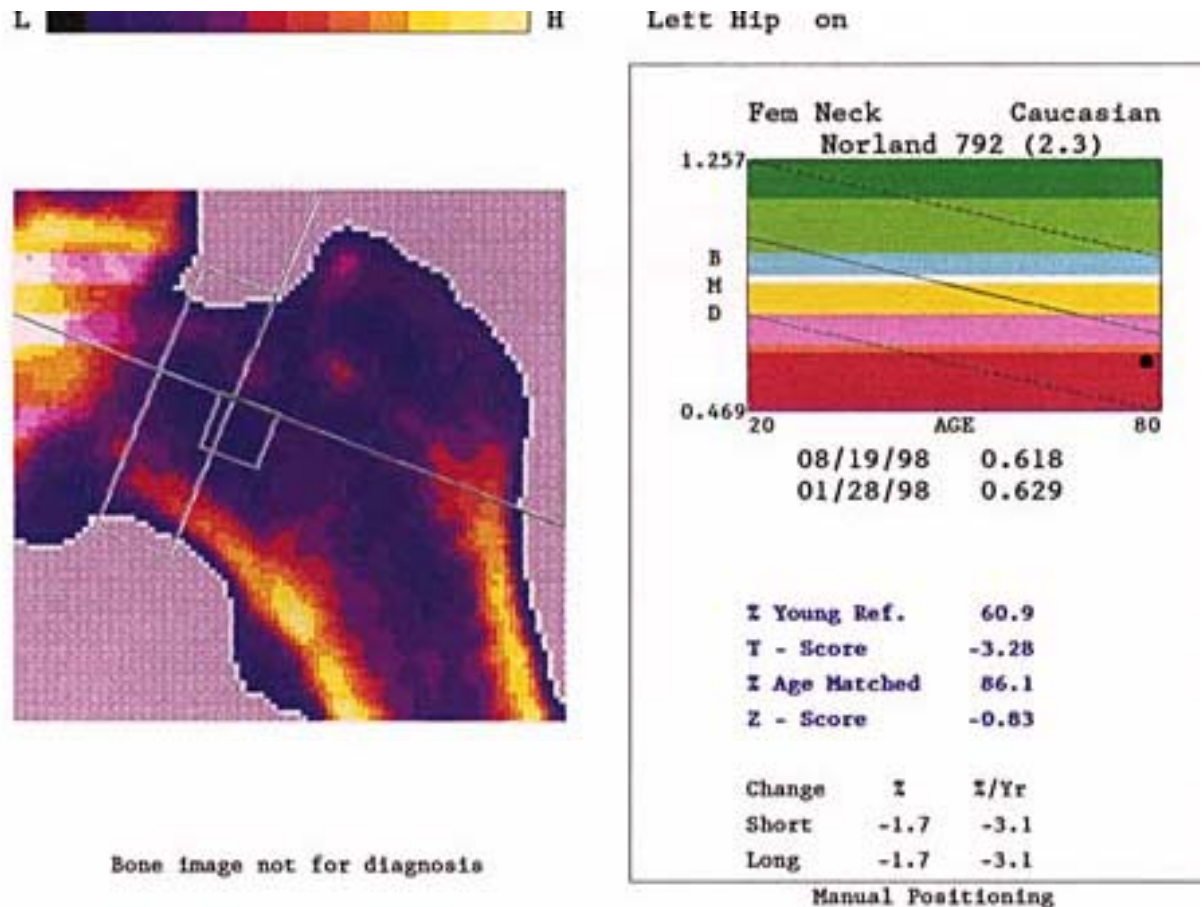 L H
Left Hip on
Fem Neck Caucasian
Norland 792 (2.3)
1.257
B
M
D
0.469
20 AGE 80
08/19/98 0.618
01/28/98 0.629
% Young Ref. 60.9
T - Score -3.28
% Age Matched 86.1
Z - Score -0.83
Change % %/Yr
Short -1.7 -3.1
Long -1.7 -3.1
Bone image not for diagnosis
Manual Positioning